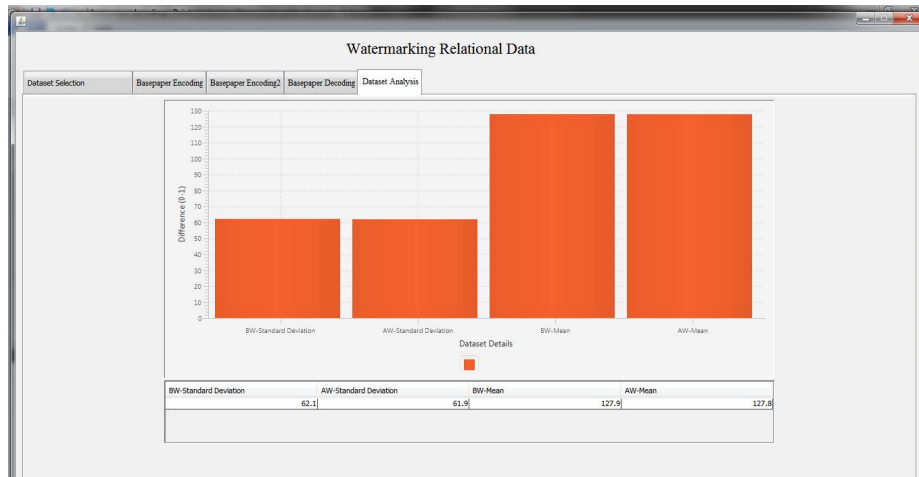 Watermarking Relational Data
Dataset Selection Basepaper Encoding Basepaper Encoding2 Basepaper Decoding Dataset Analysis
130
120
110
100
90
80
70
60
50
40
30
20
10
0
Difference (0-1)
BW-Standard Deviation AW-Standard Deviation BW-Mean AW-Mean
Dataset Details
BW-Standard Deviation AW-Standard Deviation BW-Mean AW-Mean
62.1 61.9 127.9 127.8